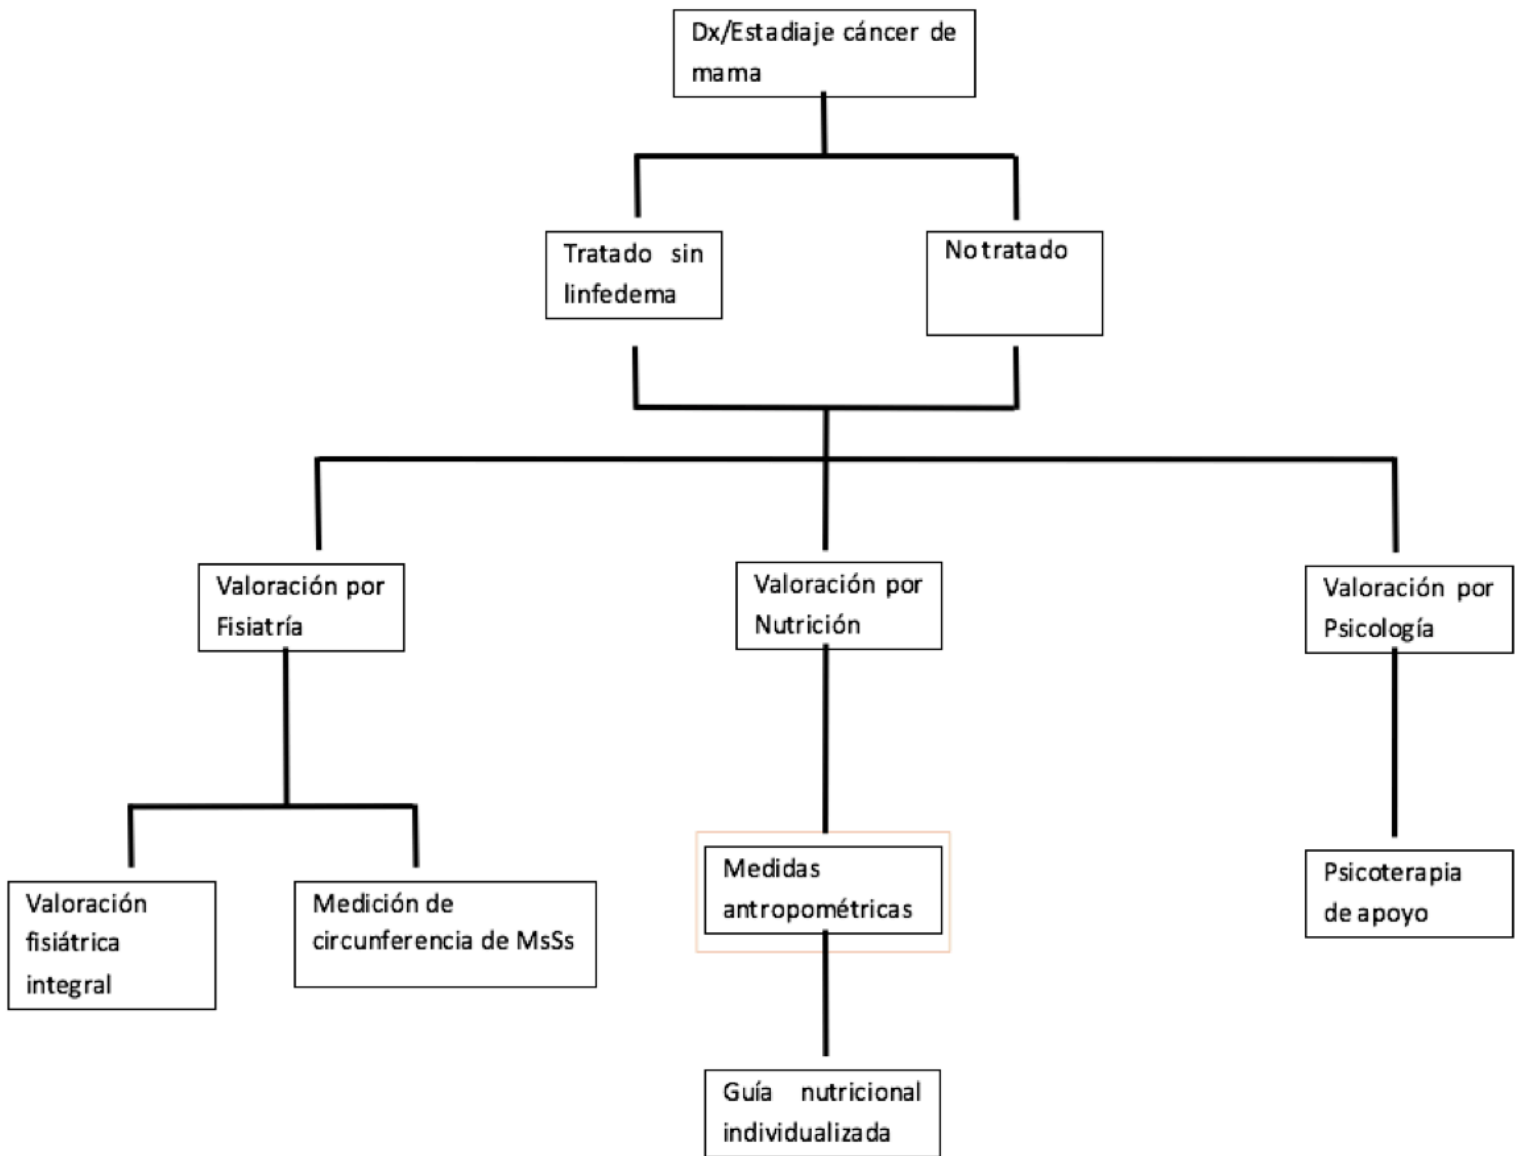 Dx/Estadiaje cáncer de
mama
Tratado sin
linfedema
No tratado
Valoración por
Fisiatría
Valoración por
Nutrición
Valoración por
Psicología
Valoración
fisiátrica
integral
Medición de
circunferencia de MsSs
Medidas
antropométricas
Psicoterapia
de apoyo
Guía nutricional
individualizada